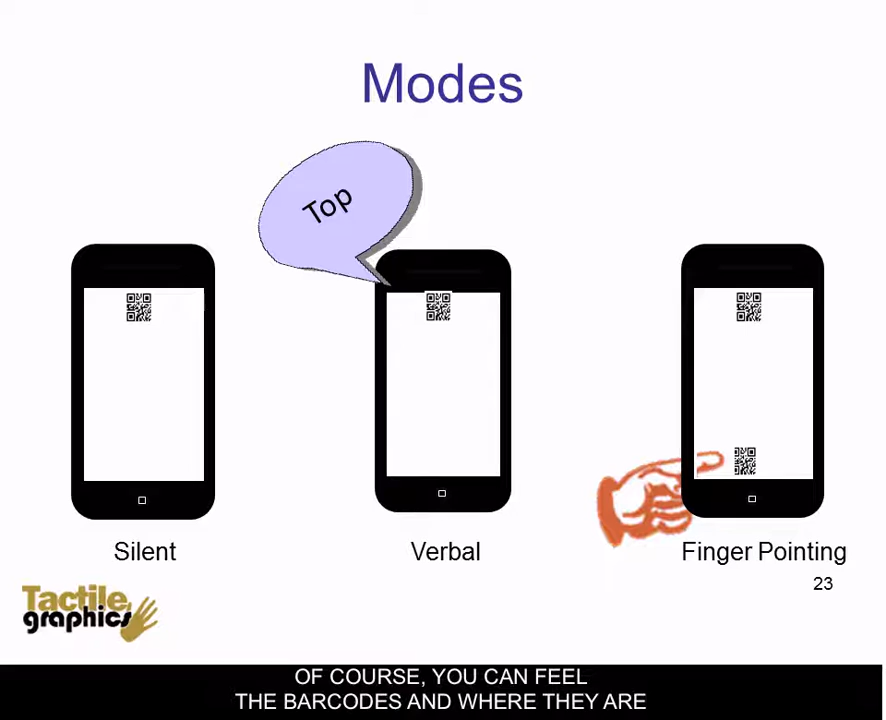 Modes
Top
Silent
Verbal
Finger Pointing
23
Tactile
graphics
OF COURSE, YOU CAN FEEL
THE BARCODES AND WHERE THEY ARE